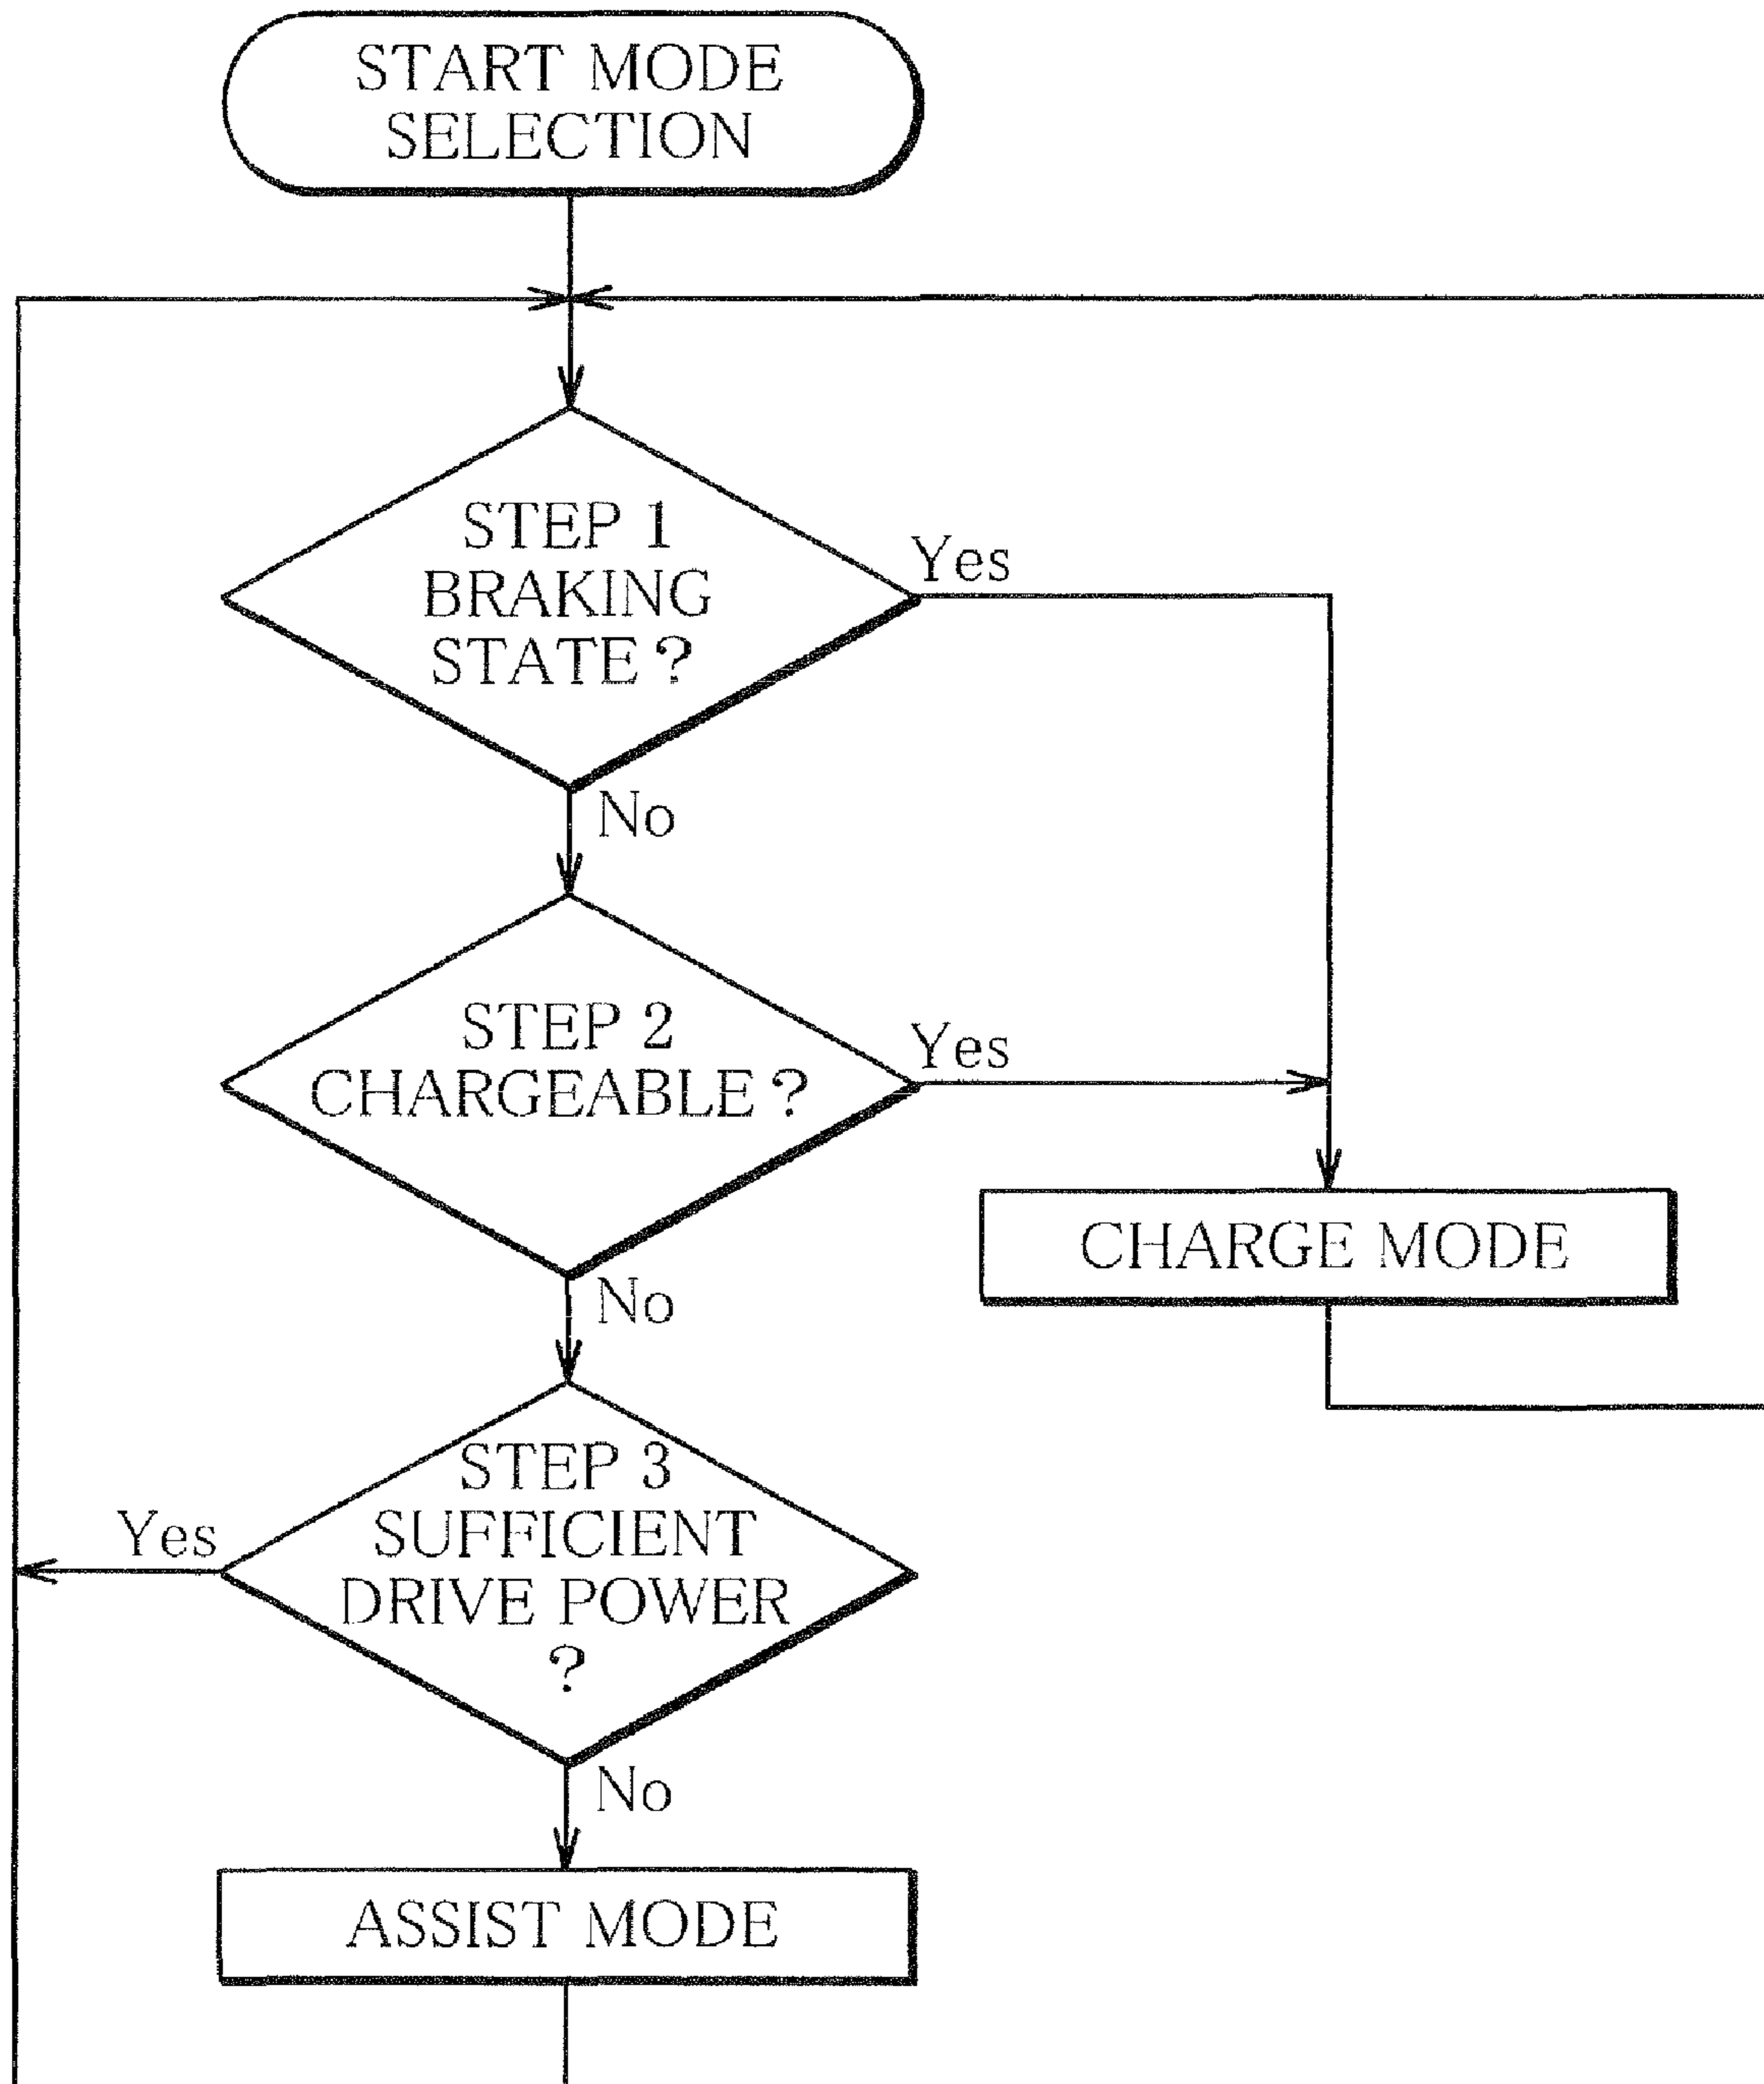 START MODE
SELECTION
STEP 1
BRAKING
STATE ?
Yes
No
STEP 2
CHARGEABLE ?
Yes
No
CHARGE MODE
STEP 3
SUFFICIENT
DRIVE POWER
?
Yes
No
ASSIST MODE